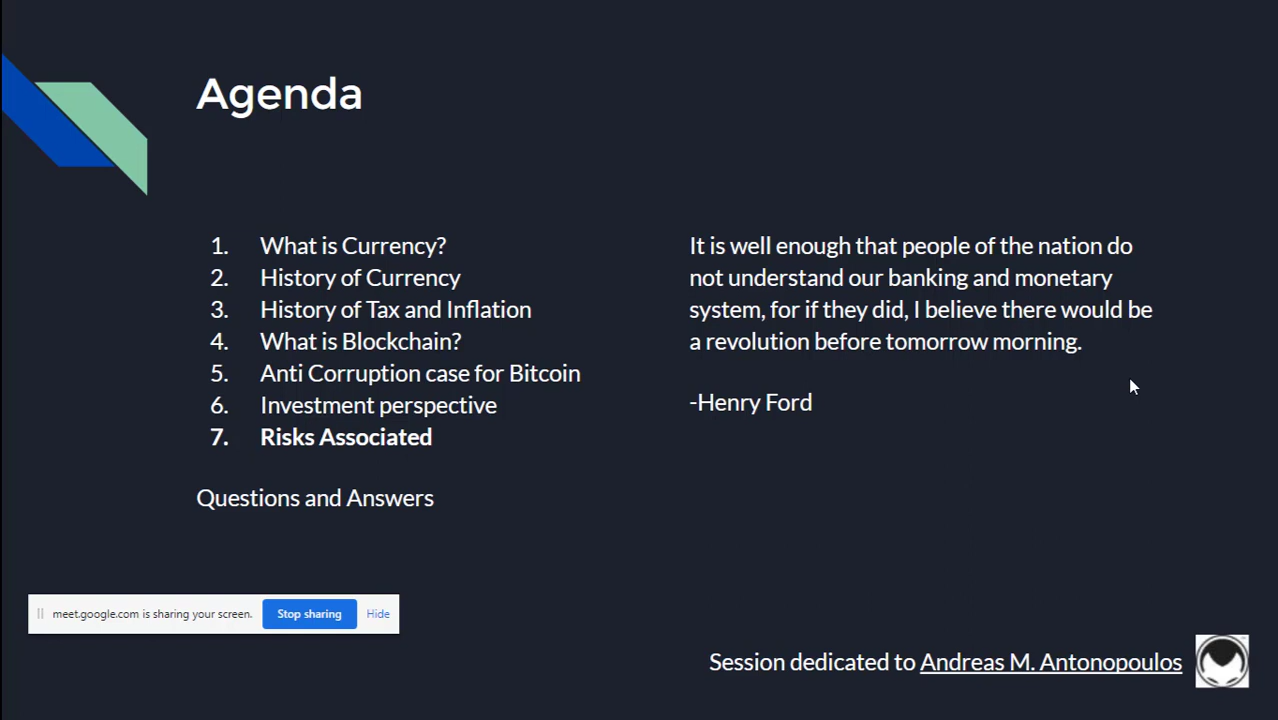 Agenda
1. What is Currency?
2. History of Currency
3. History of Tax and Inflation
4. What is Blockchain?
5. Anti Corruption case for Bitcoin
6. Investment perspective
7. Risks Associated
Questions and Answers
It is well enough that people of the nation do
not understand our banking and monetary
system, for if they did, I believe there would be
a revolution before tomorrow morning.
-Henry Ford
meet.google.com is sharing your screen. Stop sharing Hide
Session dedicated to Andreas M. Antonopoulos